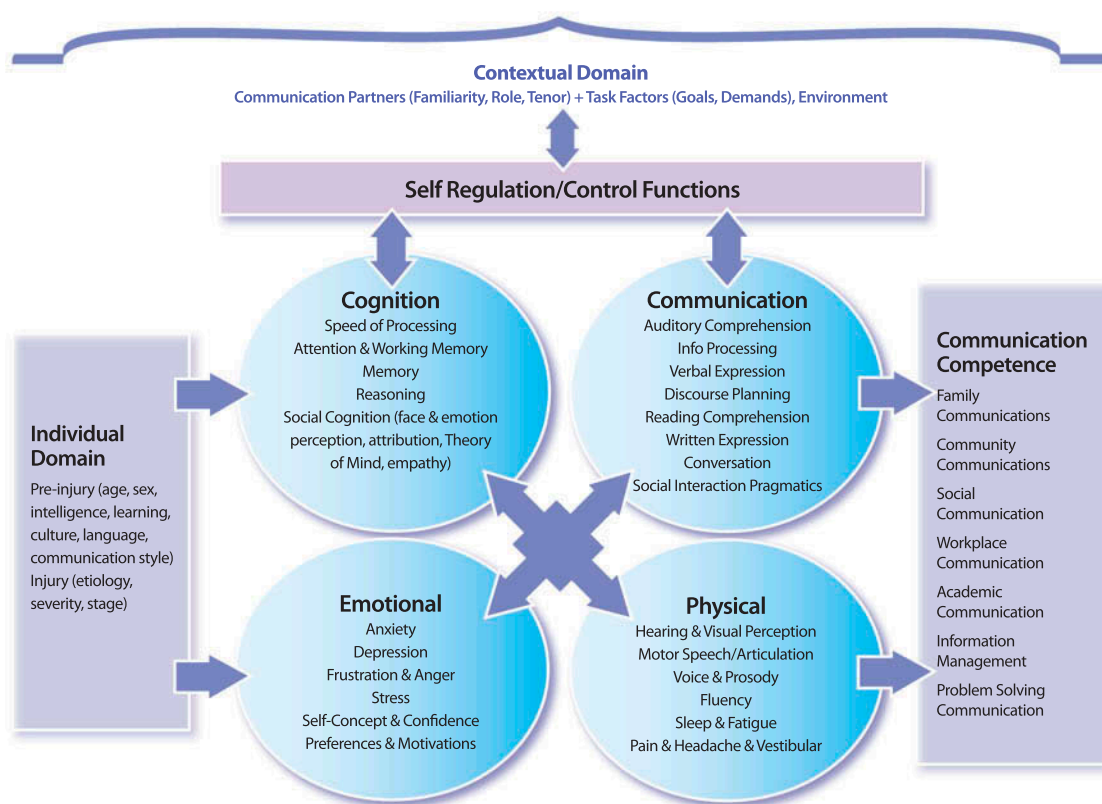 Contextual Domain
Communication Partners (Familiarity, Role, Tenor) + Task Factors (Goals, Demands), Environment
Self Regulation/Control Functions
Individual
Domain
Pre-injury (age, sex,
intelligence, learning,
culture, language,
communication style)
Injury (etiology,
severity, stage)
Cognition
Speed of Processing
Attention & Working Memory
Memory
Reasoning
Social Cognition (face & emotion
perception, attribution, Theory
of Mind, empathy)
Communication
Auditory Comprehension
Info Processing
Verbal Expression
Discourse Planning
Reading Comprehension
Written Expression
Conversation
Social Interaction Pragmatics
Emotional
Anxiety
Depression
Frustration & Anger
Stress
Self-Concept & Confidence
Preferences & Motivations
Physical
Hearing & Visual Perception
Motor Speech/Articulation
Voice & Prosody
Fluency
Sleep & Fatigue
Pain & Headache & Vestibular
Communication
Competence
Family
Communications
Community
Communications
Social
Communication
Workplace
Communication
Academic
Communication
Information
Management
Problem Solving
Communication